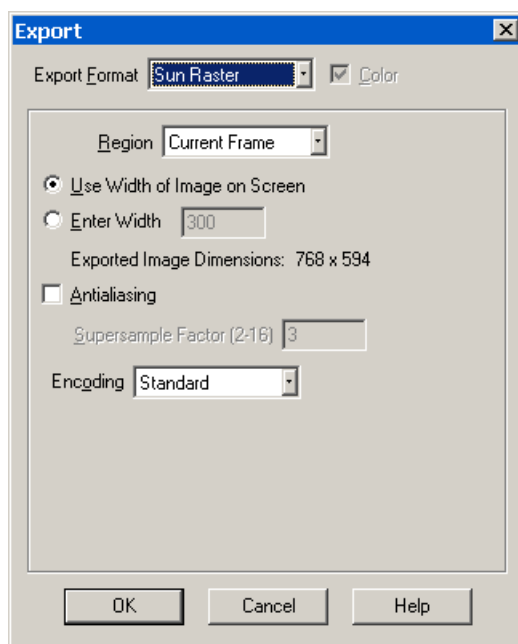 Export
Export Format Sun Raster Color
Region Current Frame
Use Width of Image on Screen
Enter Width 300
Exported Image Dimensions: 768 x 594
Antialiasing
Supersample Factor (2-16) 3
Encoding Standard
OK Cancel Help